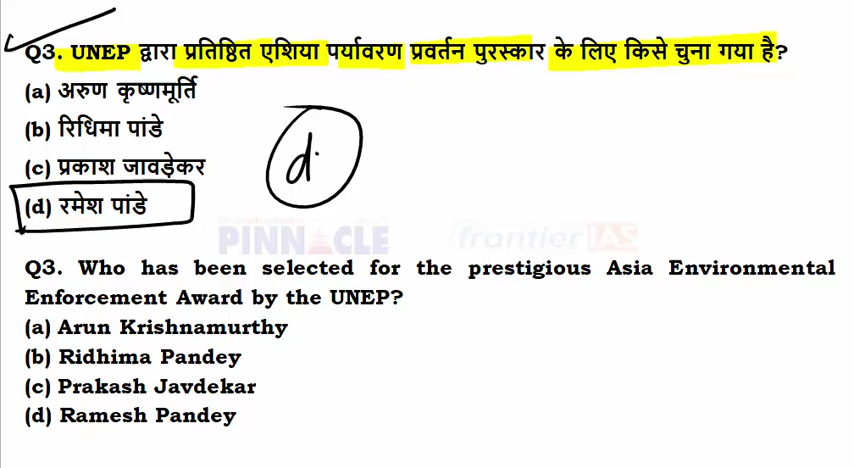 Q3. UNEP द्वारा प्रतिष्ठित एशिया पर्यावरण प्रवर्तन पुरस्कार के लिए किसे चुना गया है?
(a) अरुण कृष्णमूर्ति
(b) रिधिमा पांडे
(c) प्रकाश जावड़ेकर
(d) रमेश पांडे
d
PINNACLE frontier IAS
Q3. Who has been selected for the prestigious Asia Environmental
Enforcement Award by the UNEP?
(a) Arun Krishnamurthy
(b) Ridhima Pandey
(c) Prakash Javdekar
(d) Ramesh Pandey